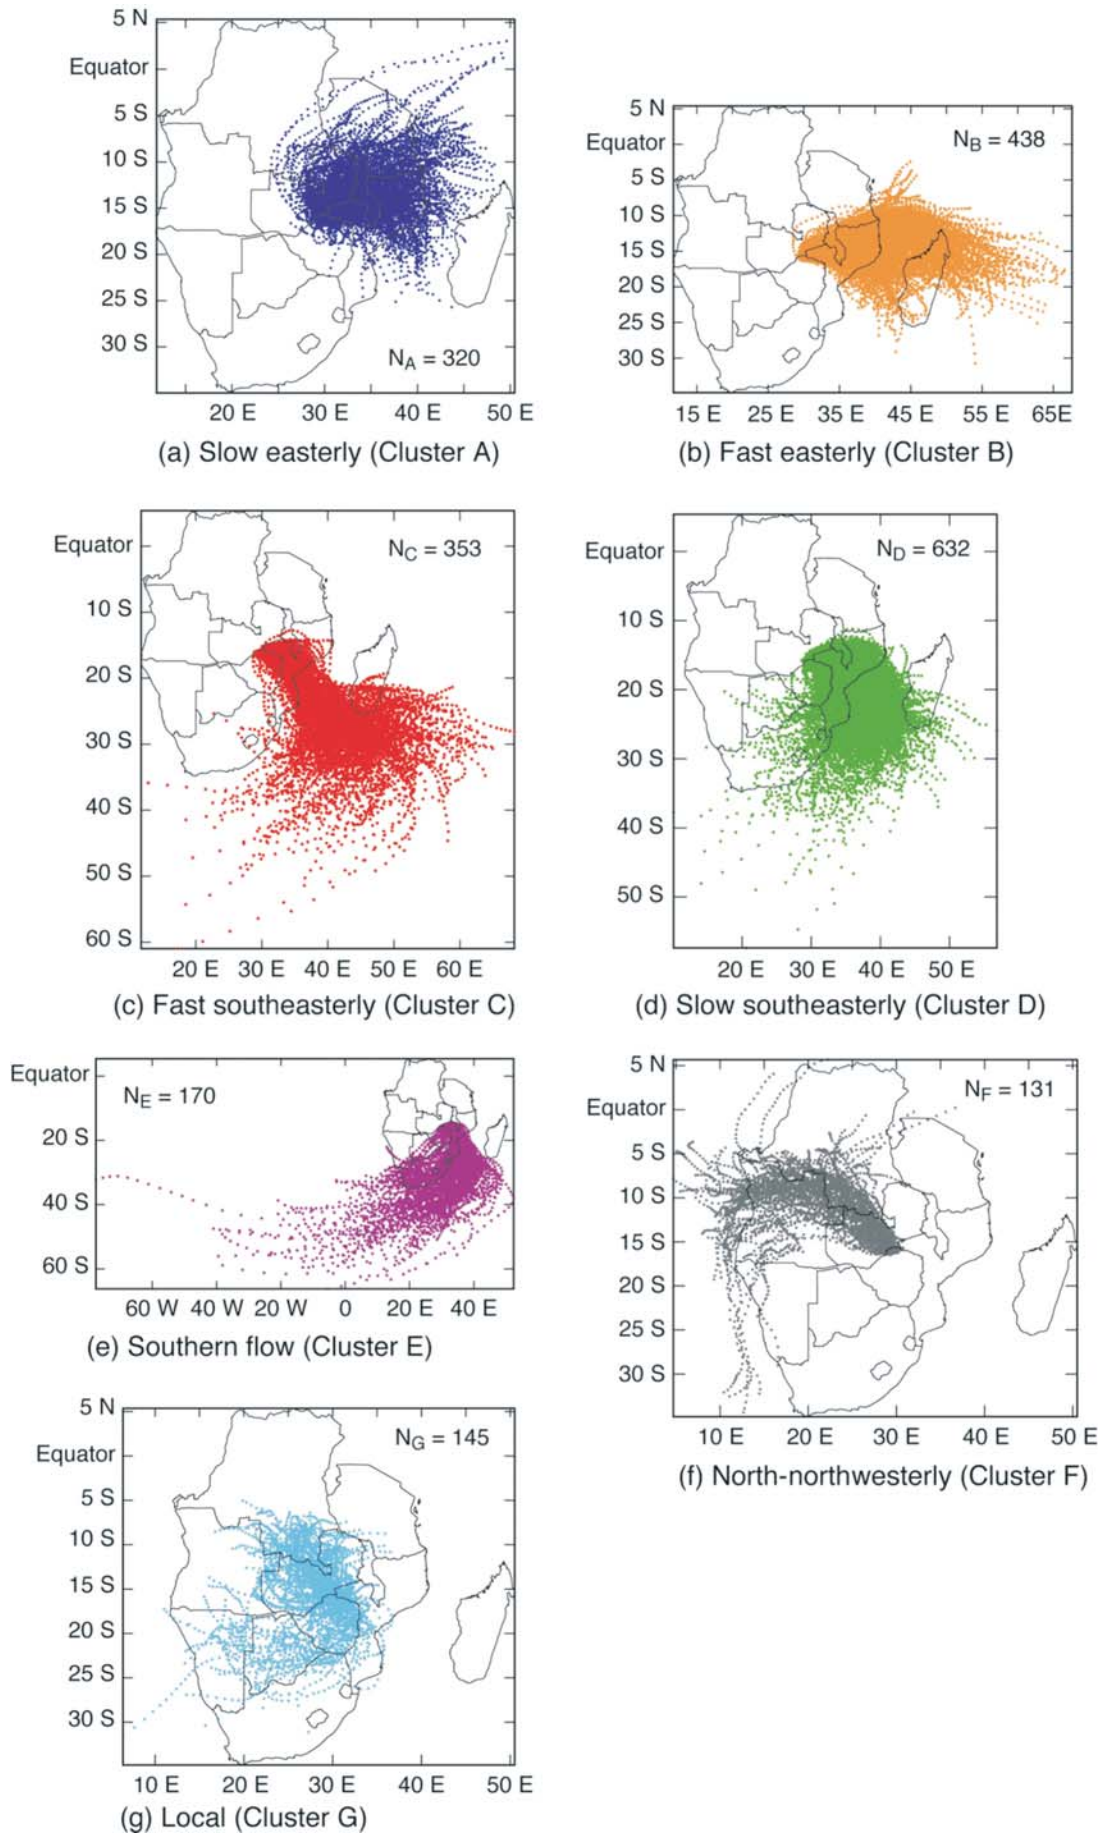 5 N
Equator
5 S
10 S
15 S
20 S
25 S
30 S
N_A = 320
20 E 30 E 40 E 50 E
(a) Slow easterly (Cluster A)
5 N
Equator
5 S
10 S
15 S
20 S
25 S
30 S
N_B = 438
15 E 25 E 35 E 45 E 55 E 65 E
(b) Fast easterly (Cluster B)
Equator
10 S
20 S
30 S
40 S
50 S
60 S
N_C = 353
20 E 30 E 40 E 50 E 60 E
(c) Fast southeasterly (Cluster C)
Equator
10 S
20 S
30 S
40 S
50 S
N_D = 632
20 E 30 E 40 E 50 E
(d) Slow southeasterly (Cluster D)
Equator
20 S
40 S
60 S
N_E = 170
60 W 40 W 20 W 0 20 E 40 E
(e) Southern flow (Cluster E)
5 N
Equator
5 S
10 S
15 S
20 S
25 S
30 S
N_F = 131
10 E 20 E 30 E 40 E 50 E
(f) North-northwesterly (Cluster F)
5 N
Equator
5 S
10 S
15 S
20 S
25 S
30 S
N_G = 145
10 E 20 E 30 E 40 E 50 E
(g) Local (Cluster G)